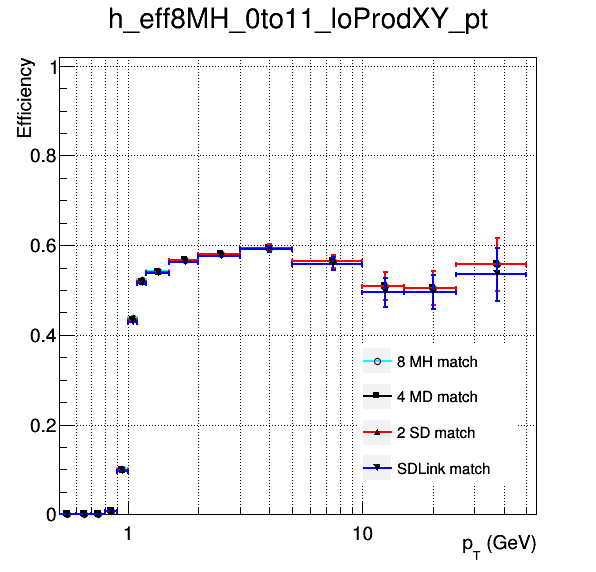 h_eff8MH_0to11_loProdXY_pt
Efficiency
1
0.8
0.6
0.4
0.2
0
8 MH match
4 MD match
2 SD match
SDLink match
1
10
p_T (GeV)